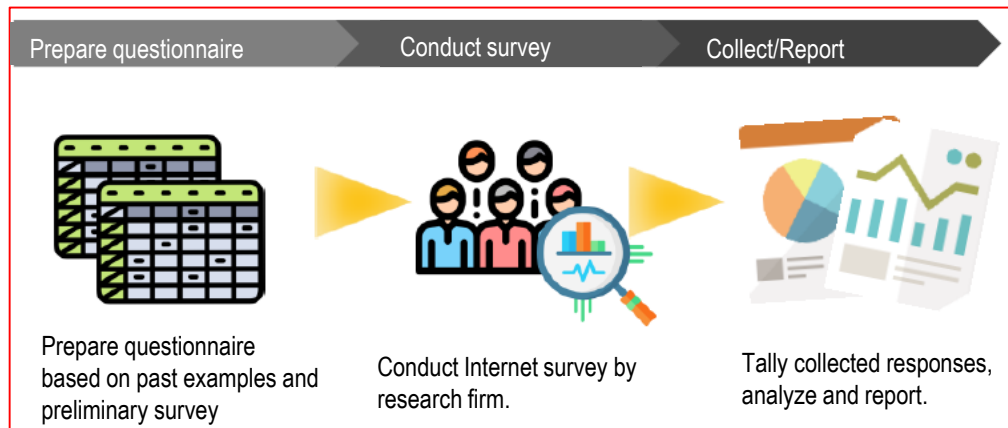 Prepare questionnaire
Conduct survey
Collect/Report
Prepare questionnaire
based on past examples and
preliminary survey
Conduct Internet survey by
research firm.
Tally collected responses,
analyze and report.